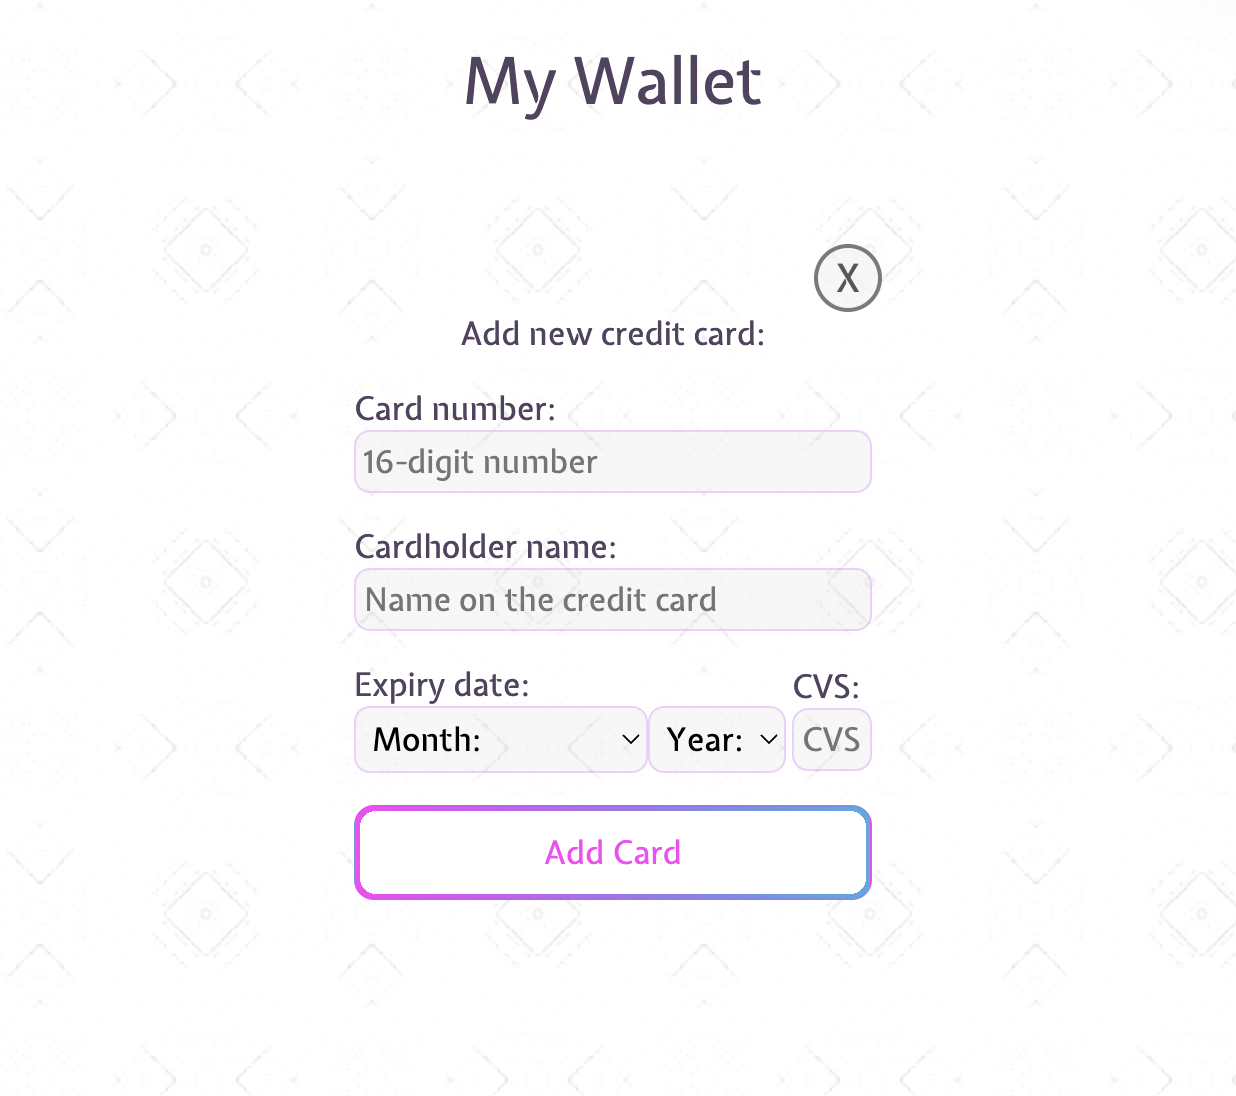 My Wallet
X
Add new credit card:
Card number:
16-digit number
Cardholder name:
Name on the credit card
Expiry date: CVS:
Month: Year: CVS
Add Card